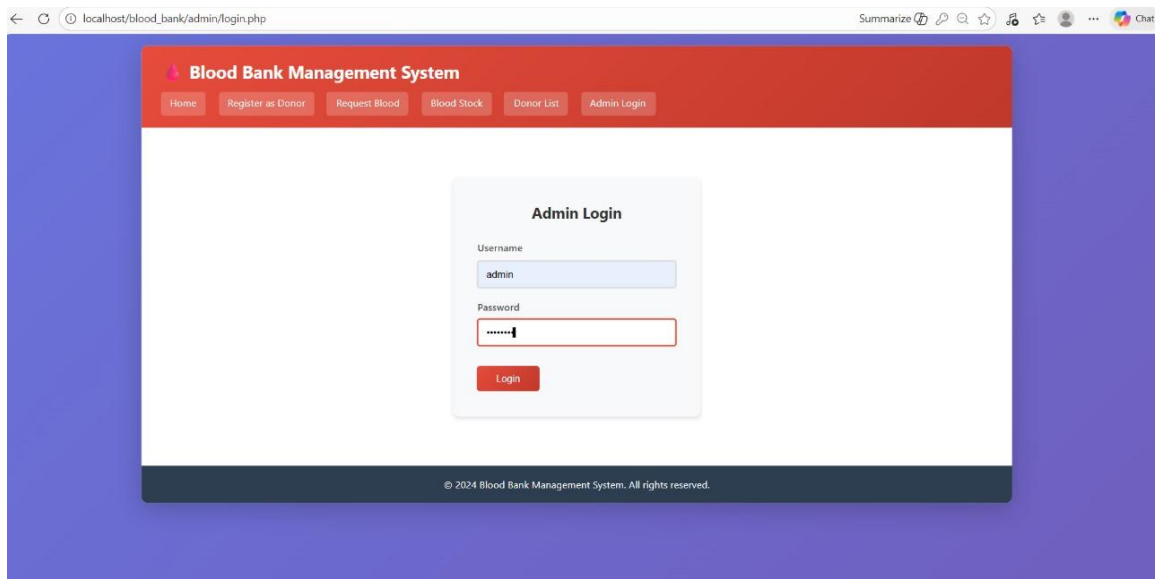 localhost/blood_bank/admin/login.php
Summarize
Chat
Blood Bank Management System
Home Register as Donor Request Blood Blood Stock Donor List Admin Login
Admin Login
Username
admin
Password
Login
© 2024 Blood Bank Management System. All rights reserved.